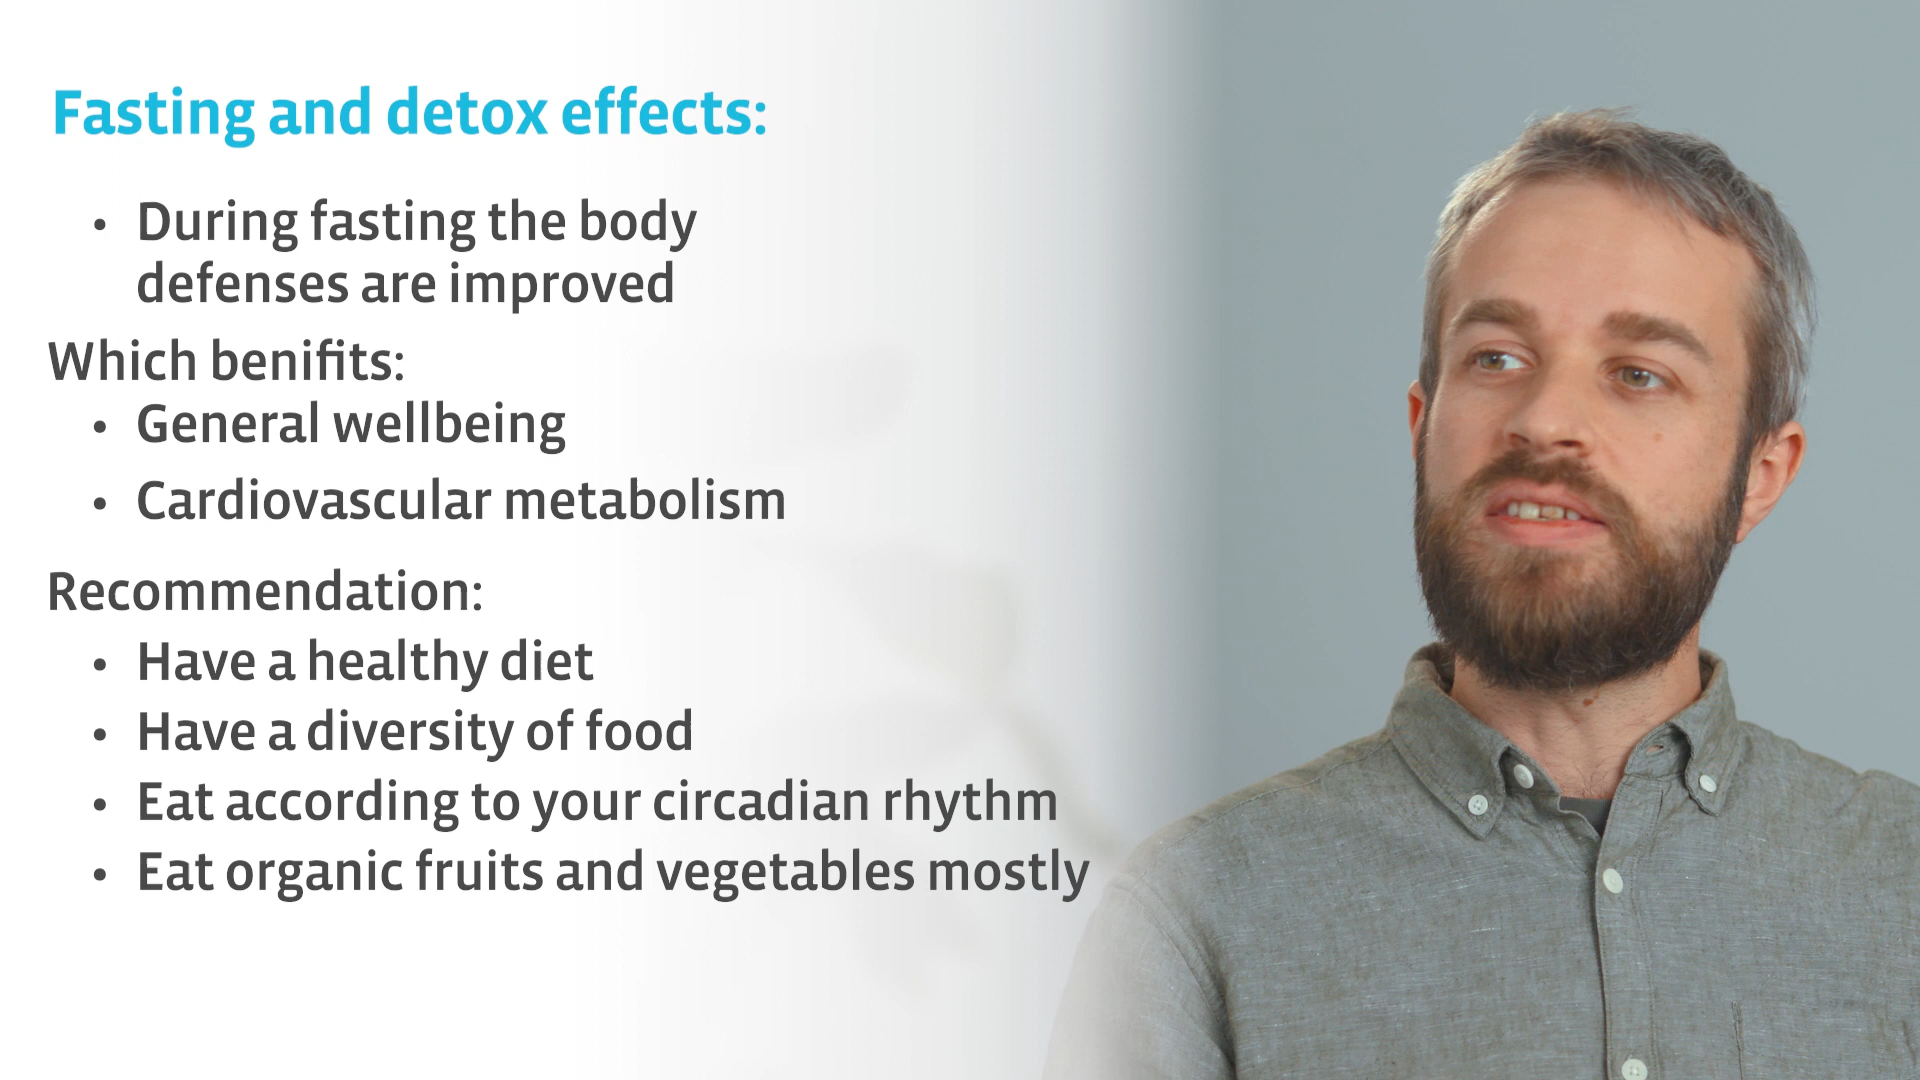 Fasting and detox effects:
• During fasting the body
defenses are improved
Which benifits:
• General wellbeing
• Cardiovascular metabolism
Recommendation:
• Have a healthy diet
• Have a diversity of food
• Eat according to your circadian rhythm
• Eat organic fruits and vegetables mostly